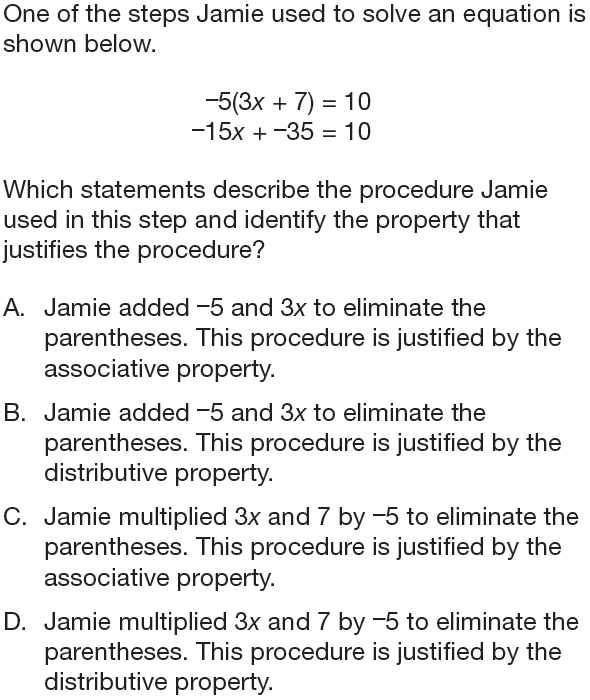 One of the steps Jamie used to solve an equation is
shown below.
−5(3x + 7) = 10
−15x + −35 = 10
Which statements describe the procedure Jamie
used in this step and identify the property that
justifies the procedure?
A. Jamie added −5 and 3x to eliminate the
parentheses. This procedure is justified by the
associative property.
B. Jamie added −5 and 3x to eliminate the
parentheses. This procedure is justified by the
distributive property.
C. Jamie multiplied 3x and 7 by −5 to eliminate the
parentheses. This procedure is justified by the
associative property.
D. Jamie multiplied 3x and 7 by −5 to eliminate the
parentheses. This procedure is justified by the
distributive property.